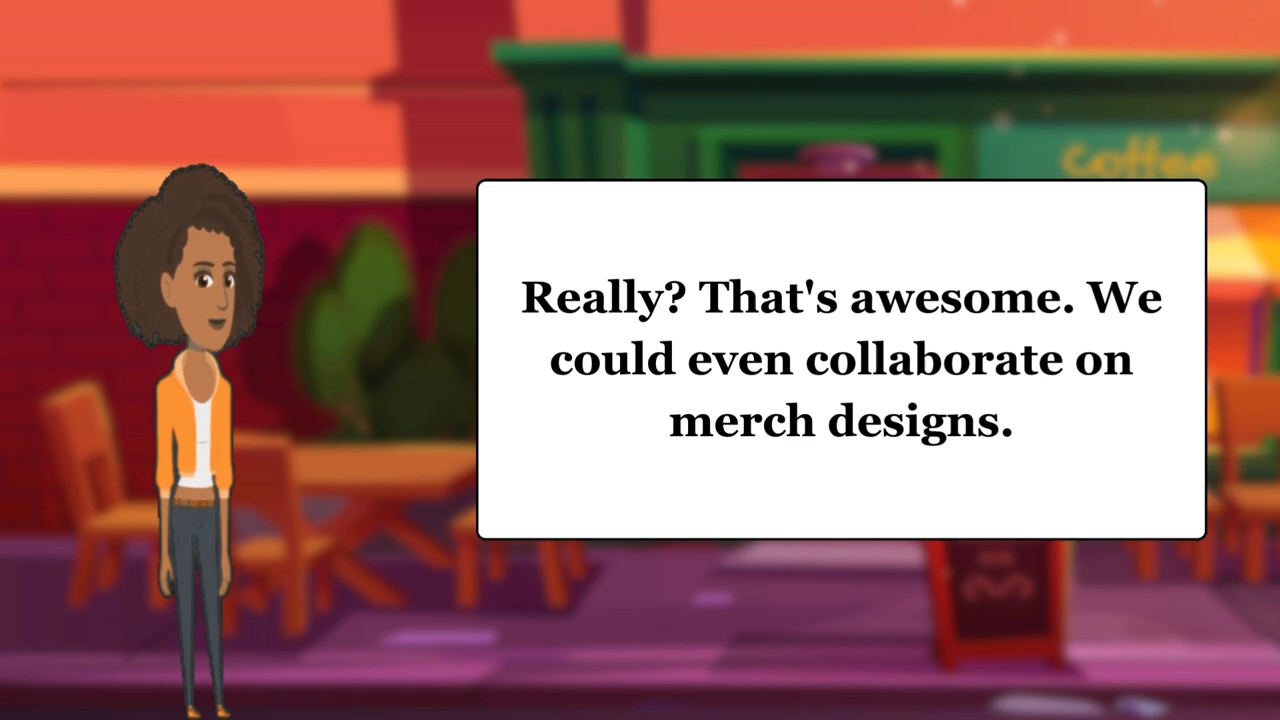 Coffee
Really? That's awesome. We
could even collaborate on
merch designs.